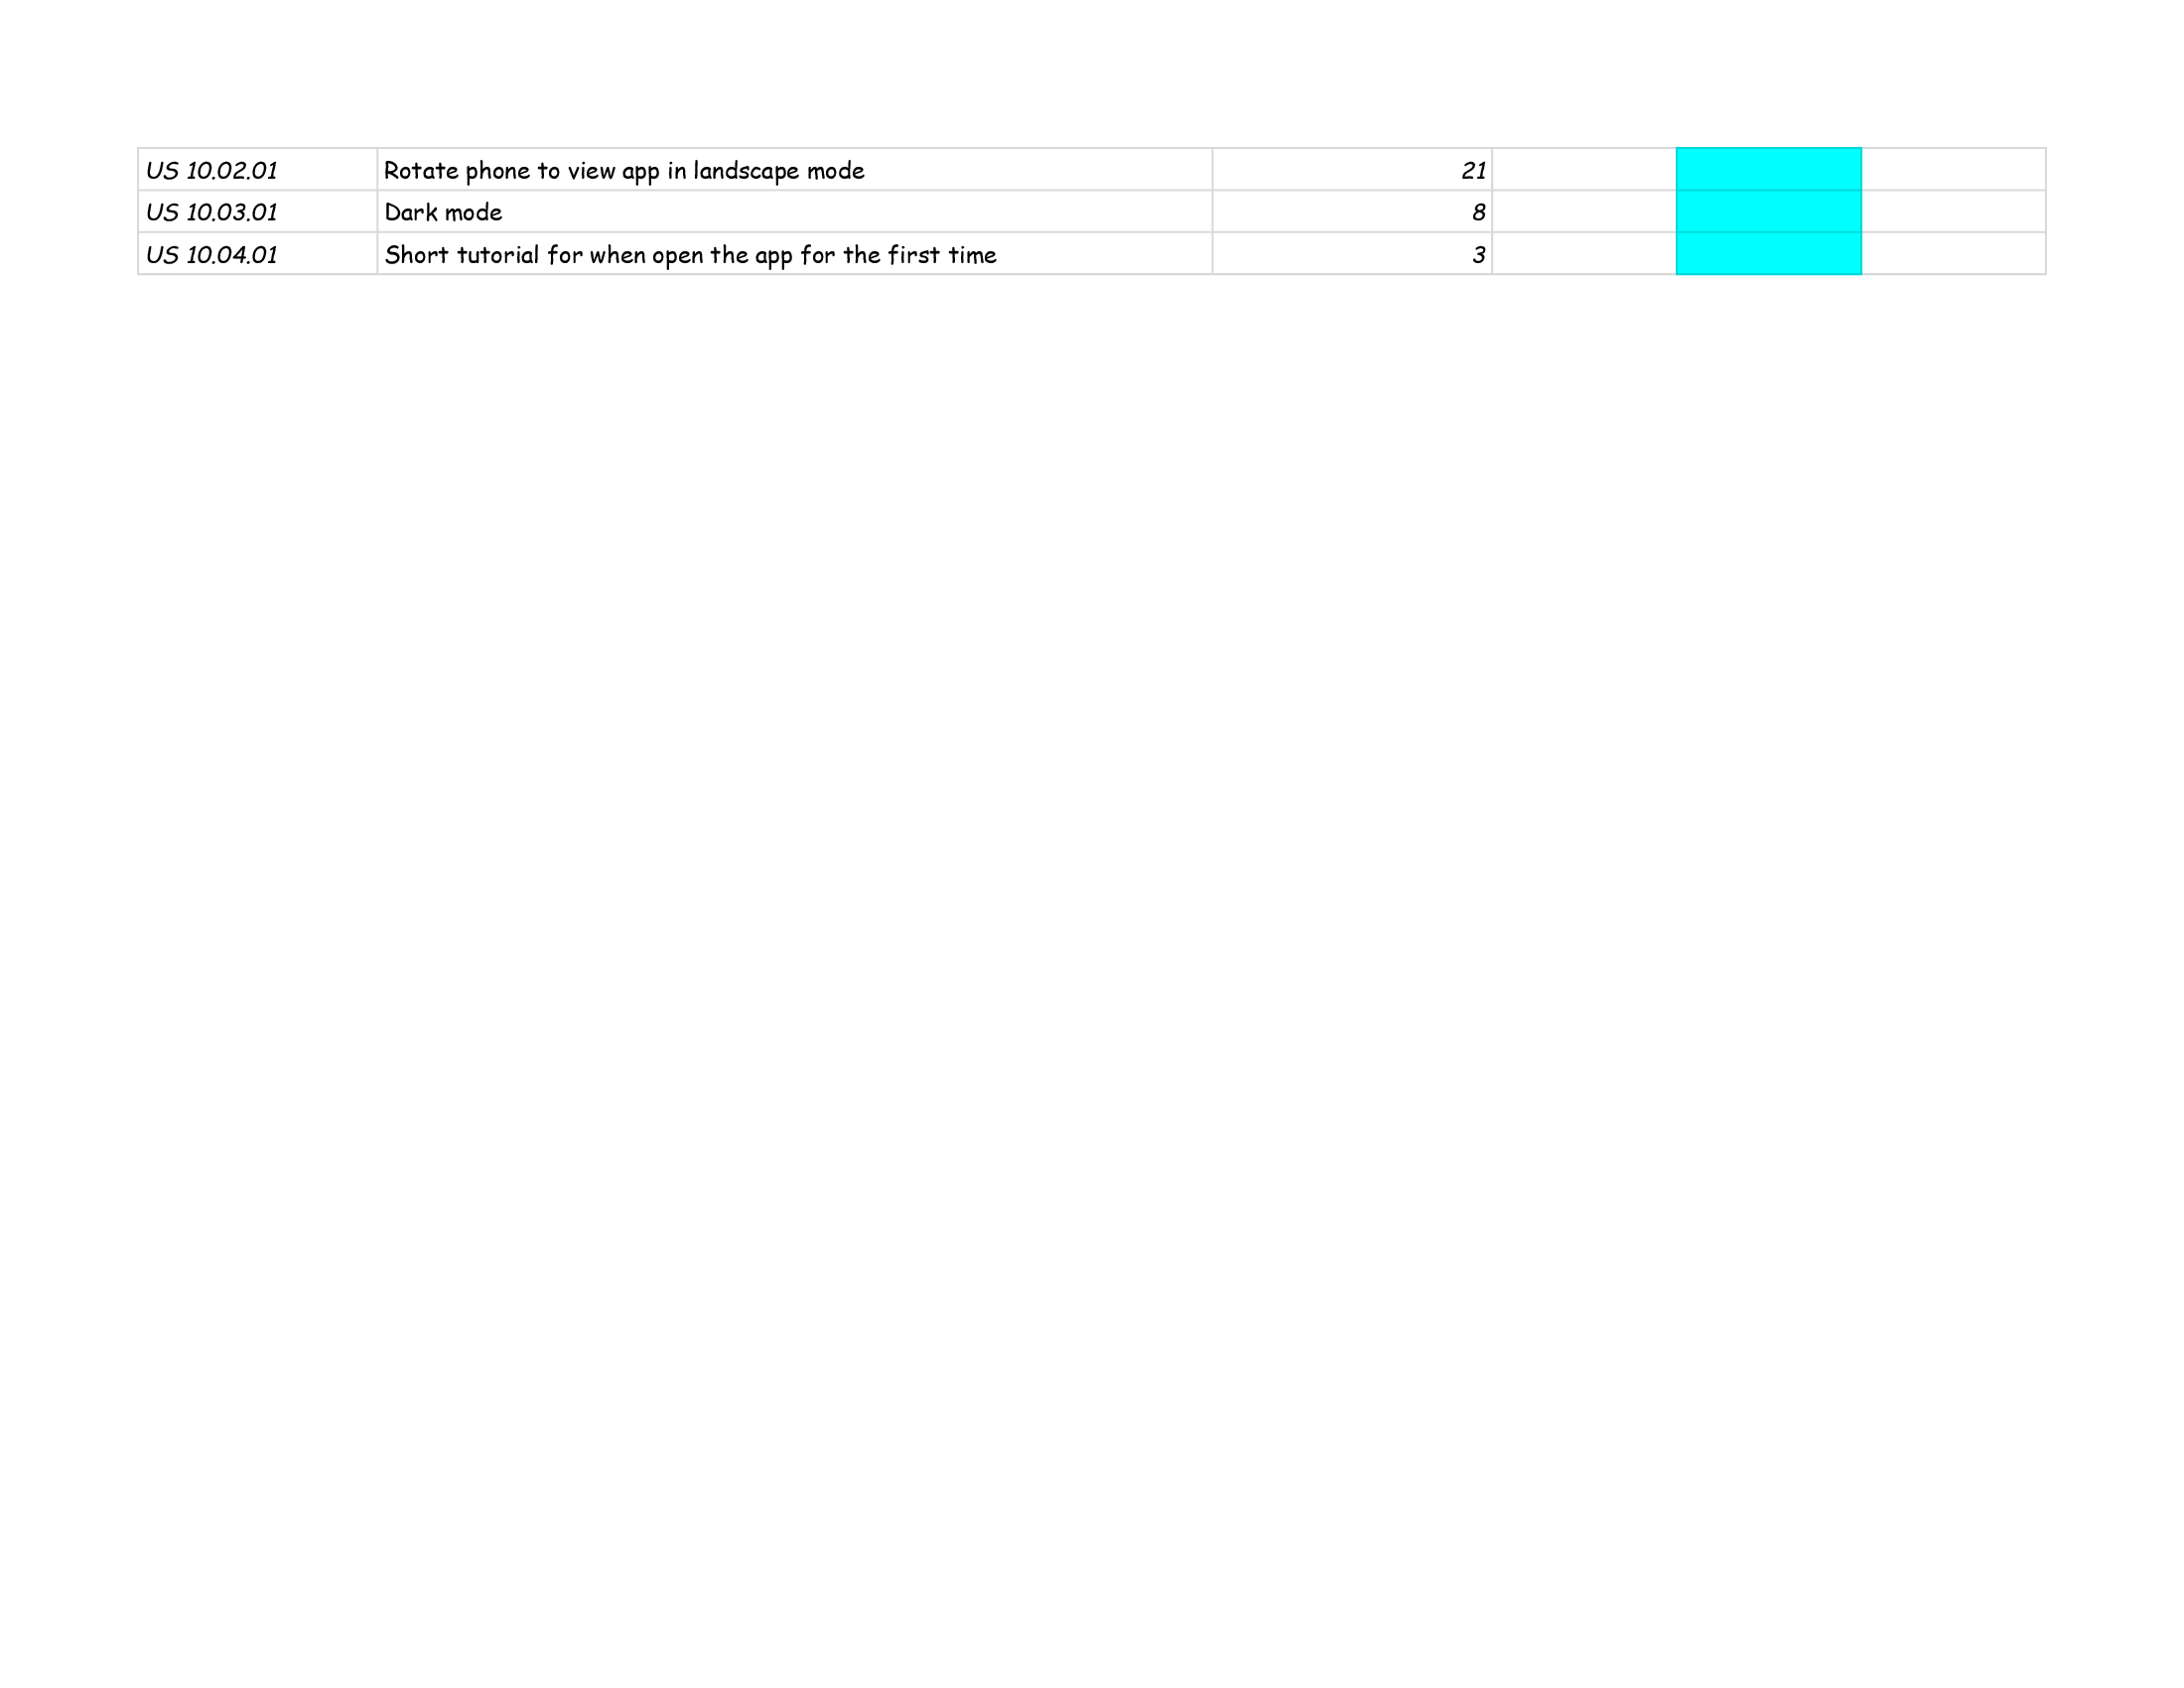 US 10.02.01 Rotate phone to view app in landscape mode 21
US 10.03.01 Dark mode 8
US 10.04.01 Short tutorial for when open the app for the first time 3